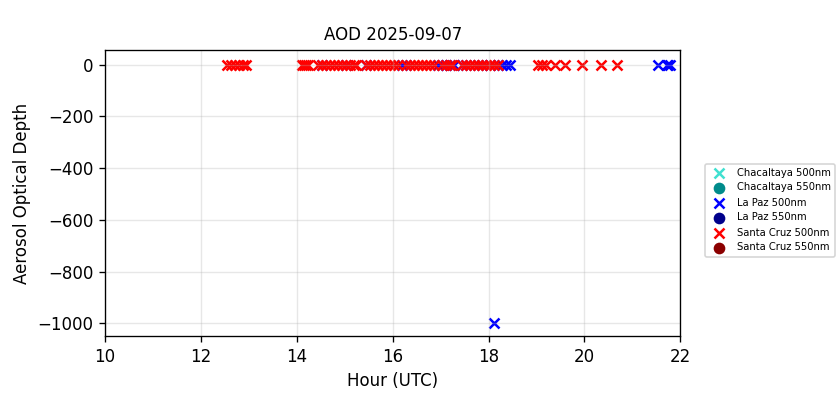 AOD 2025-09-07
Aerosol Optical Depth
0
−200
−400
−600
−800
−1000
10 12 14 16 18 20 22
Hour (UTC)
Chacaltaya 500nm
Chacaltaya 550nm
La Paz 500nm
La Paz 550nm
Santa Cruz 500nm
Santa Cruz 550nm